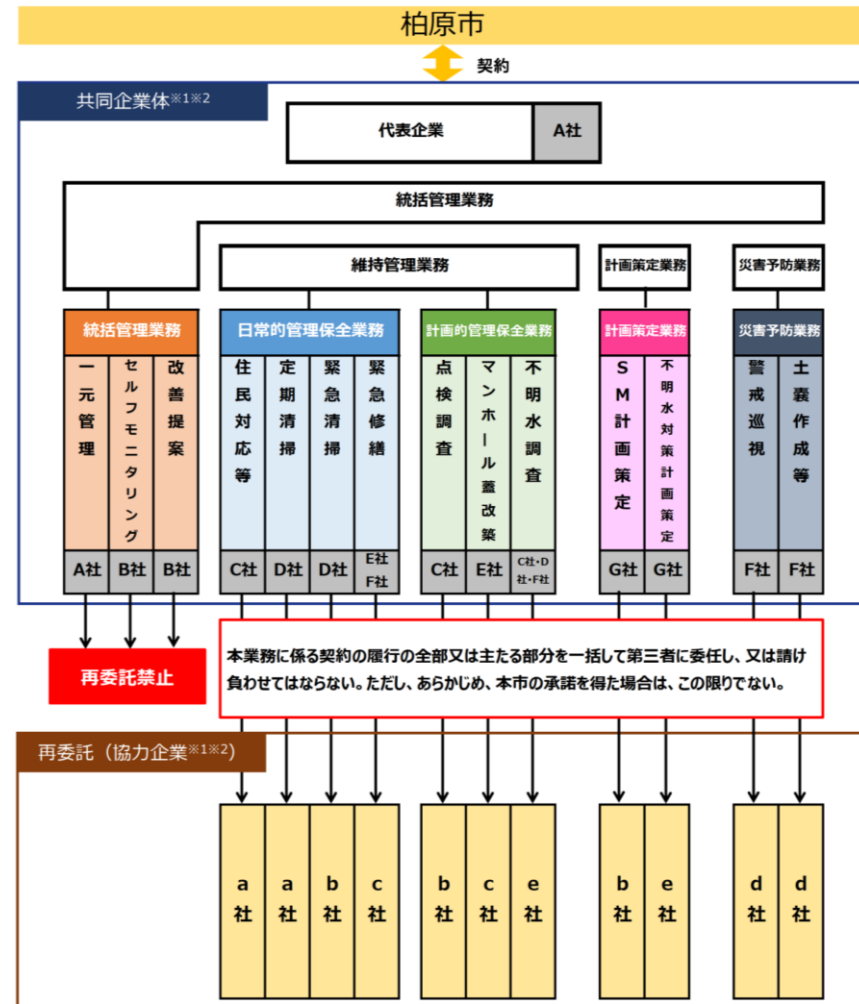 柏原市
契約
共同企業体※1※2
代表企業
A社
統括管理業務
維持管理業務
計画策定業務
災害予防業務
統括管理業務
日常的管理保全業務
計画的管理保全業務
計画策定業務
災害予防業務
一元管理
セルフモニタリング
改善提案
住民対応等
定期清掃
緊急清掃
緊急修繕
点検調査
マンホール蓋改築
不明水調査
SM計画策定
不明水対策計画策定
警戒巡視
土嚢作成等
A社
B社
B社
C社
D社
D社
E社
F社
C社
E社
C社・D
社・F社
G社
G社
F社
F社
再委託禁止
本業務に係る契約の履行の全部又は主たる部分を一括して第三者に委任し、又は請け
負わせてはならない。ただし、あらかじめ、本市の承諾を得た場合は、この限りでない。
再委託（協力企業※1※2）
a社
a社
b社
c社
b社
c社
e社
b社
e社
d社
d社